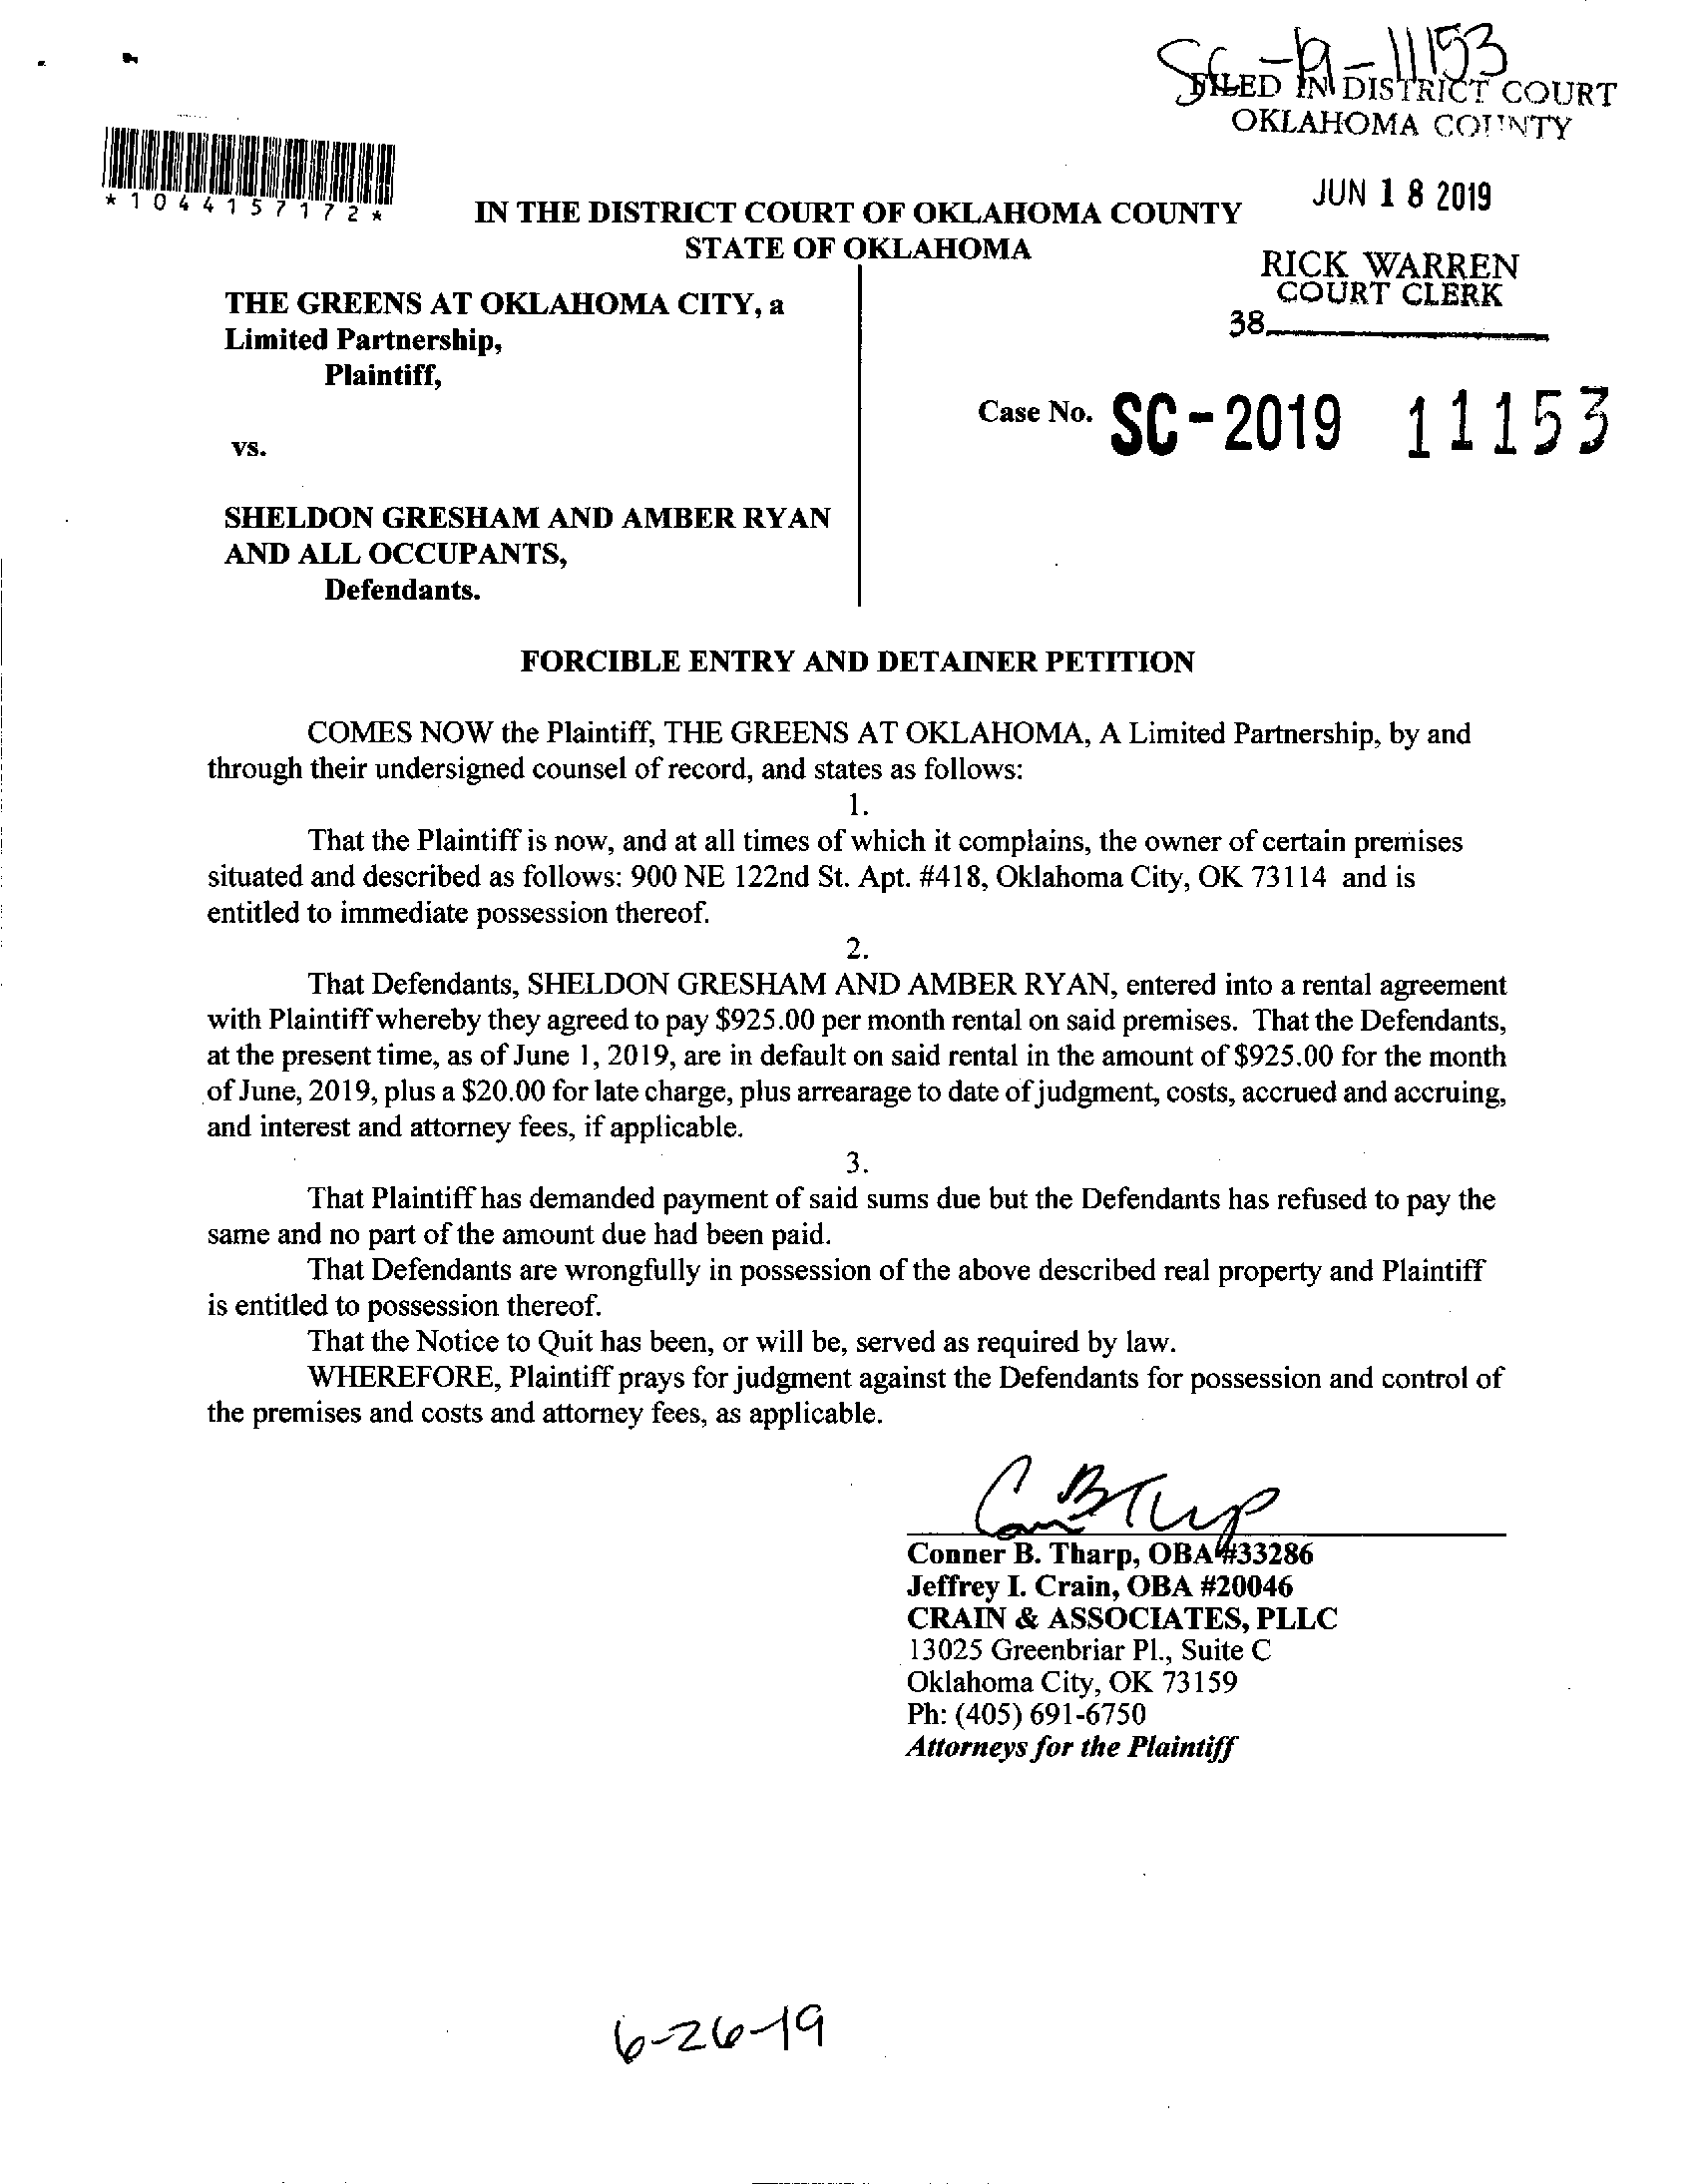 SC-19-11153
FILED IN DISTRICT COURT
OKLAHOMA COUNTY
*1044157172*
JUN 18 2019
IN THE DISTRICT COURT OF OKLAHOMA COUNTY
STATE OF OKLAHOMA
RICK WARREN
COURT CLERK
38
THE GREENS AT OKLAHOMA CITY, a
Limited Partnership,
Plaintiff,
Case No. SC-2019 11153
vs.
SHELDON GRESHAM AND AMBER RYAN
AND ALL OCCUPANTS,
Defendants.
FORCIBLE ENTRY AND DETAINER PETITION
COMES NOW the Plaintiff, THE GREENS AT OKLAHOMA, A Limited Partnership, by and
through their undersigned counsel of record, and states as follows:
1.
That the Plaintiff is now, and at all times of which it complains, the owner of certain premises
situated and described as follows: 900 NE 122nd St. Apt. #418, Oklahoma City, OK 73114 and is
entitled to immediate possession thereof.
2.
That Defendants, SHELDON GRESHAM AND AMBER RYAN, entered into a rental agreement
with Plaintiff whereby they agreed to pay $925.00 per month rental on said premises. That the Defendants,
at the present time, as of June 1, 2019, are in default on said rental in the amount of $925.00 for the month
of June, 2019, plus a $20.00 for late charge, plus arrearage to date of judgment, costs, accrued and accruing,
and interest and attorney fees, if applicable.
3.
That Plaintiff has demanded payment of said sums due but the Defendants has refused to pay the
same and no part of the amount due had been paid.
That Defendants are wrongfully in possession of the above described real property and Plaintiff
is entitled to possession thereof.
That the Notice to Quit has been, or will be, served as required by law.
WHEREFORE, Plaintiff prays for judgment against the Defendants for possession and control of
the premises and costs and attorney fees, as applicable.
Conner B. Tharp, OBA #33286
Jeffrey I. Crain, OBA #20046
CRAIN & ASSOCIATES, PLLC
13025 Greenbriar Pl., Suite C
Oklahoma City, OK 73159
Ph: (405) 691-6750
Attorneys for the Plaintiff
6-26-19